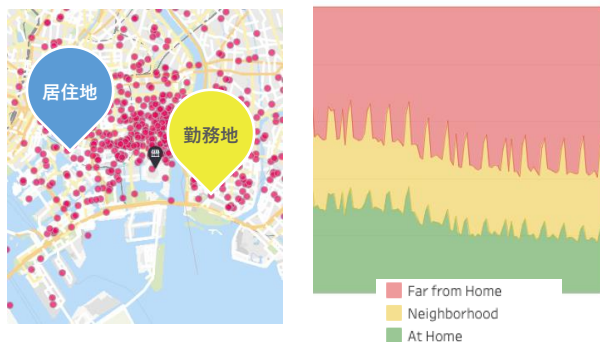 居住地
勤務地
Far from Home
Neighborhood
At Home